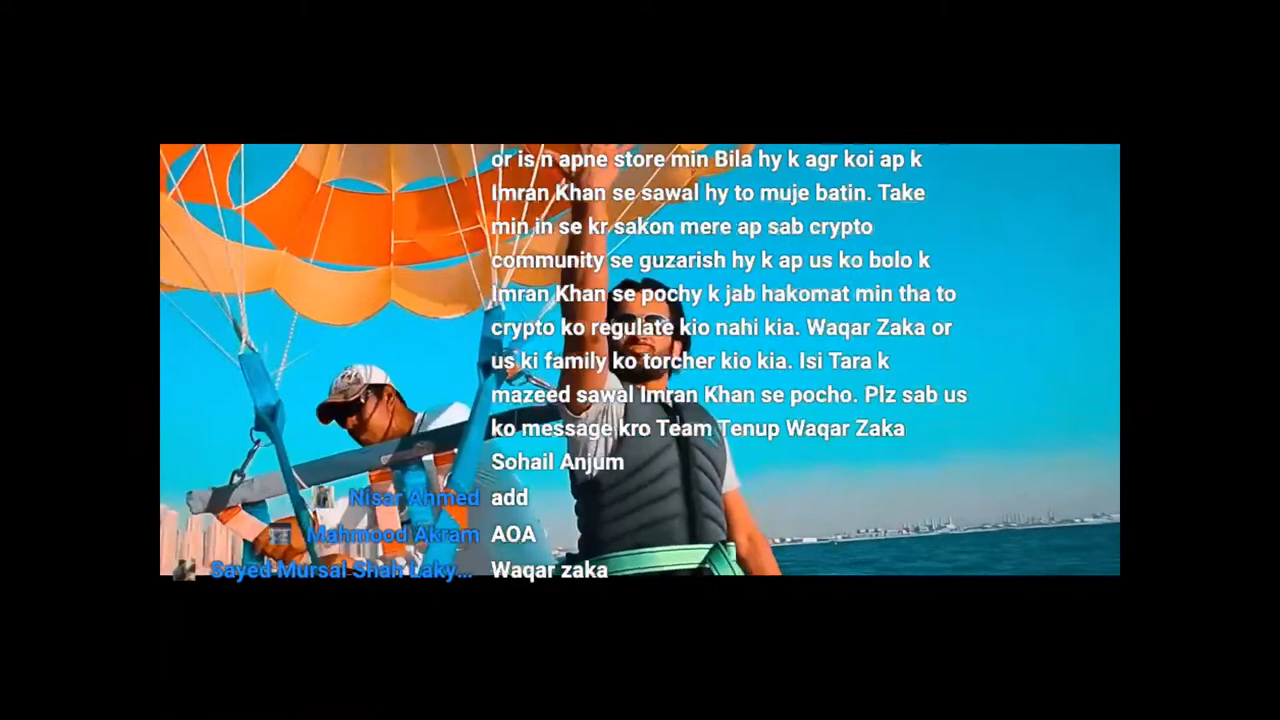 or is n apne store min Bila hy k agr koi ap k
Imran Khan se sawal hy to muje batin. Take
min in se kr sakon mere ap sab crypto
community se guzarish hy k ap us ko bolo k
Imran Khan se pochy k jab hakomat min tha to
crypto ko regulate kio nahi kia. Waqar Zaka or
us ki family ko torcher kio kia. Isi Tara k
mazeed sawal Imran Khan se pocho. Plz sab us
ko message kro Team Tenup Waqar Zaka
Sohail Anjum
Nisar Ahmed add
Mahmood Akram AOA
Sayed Mursal Shah Laky... Waqar zaka